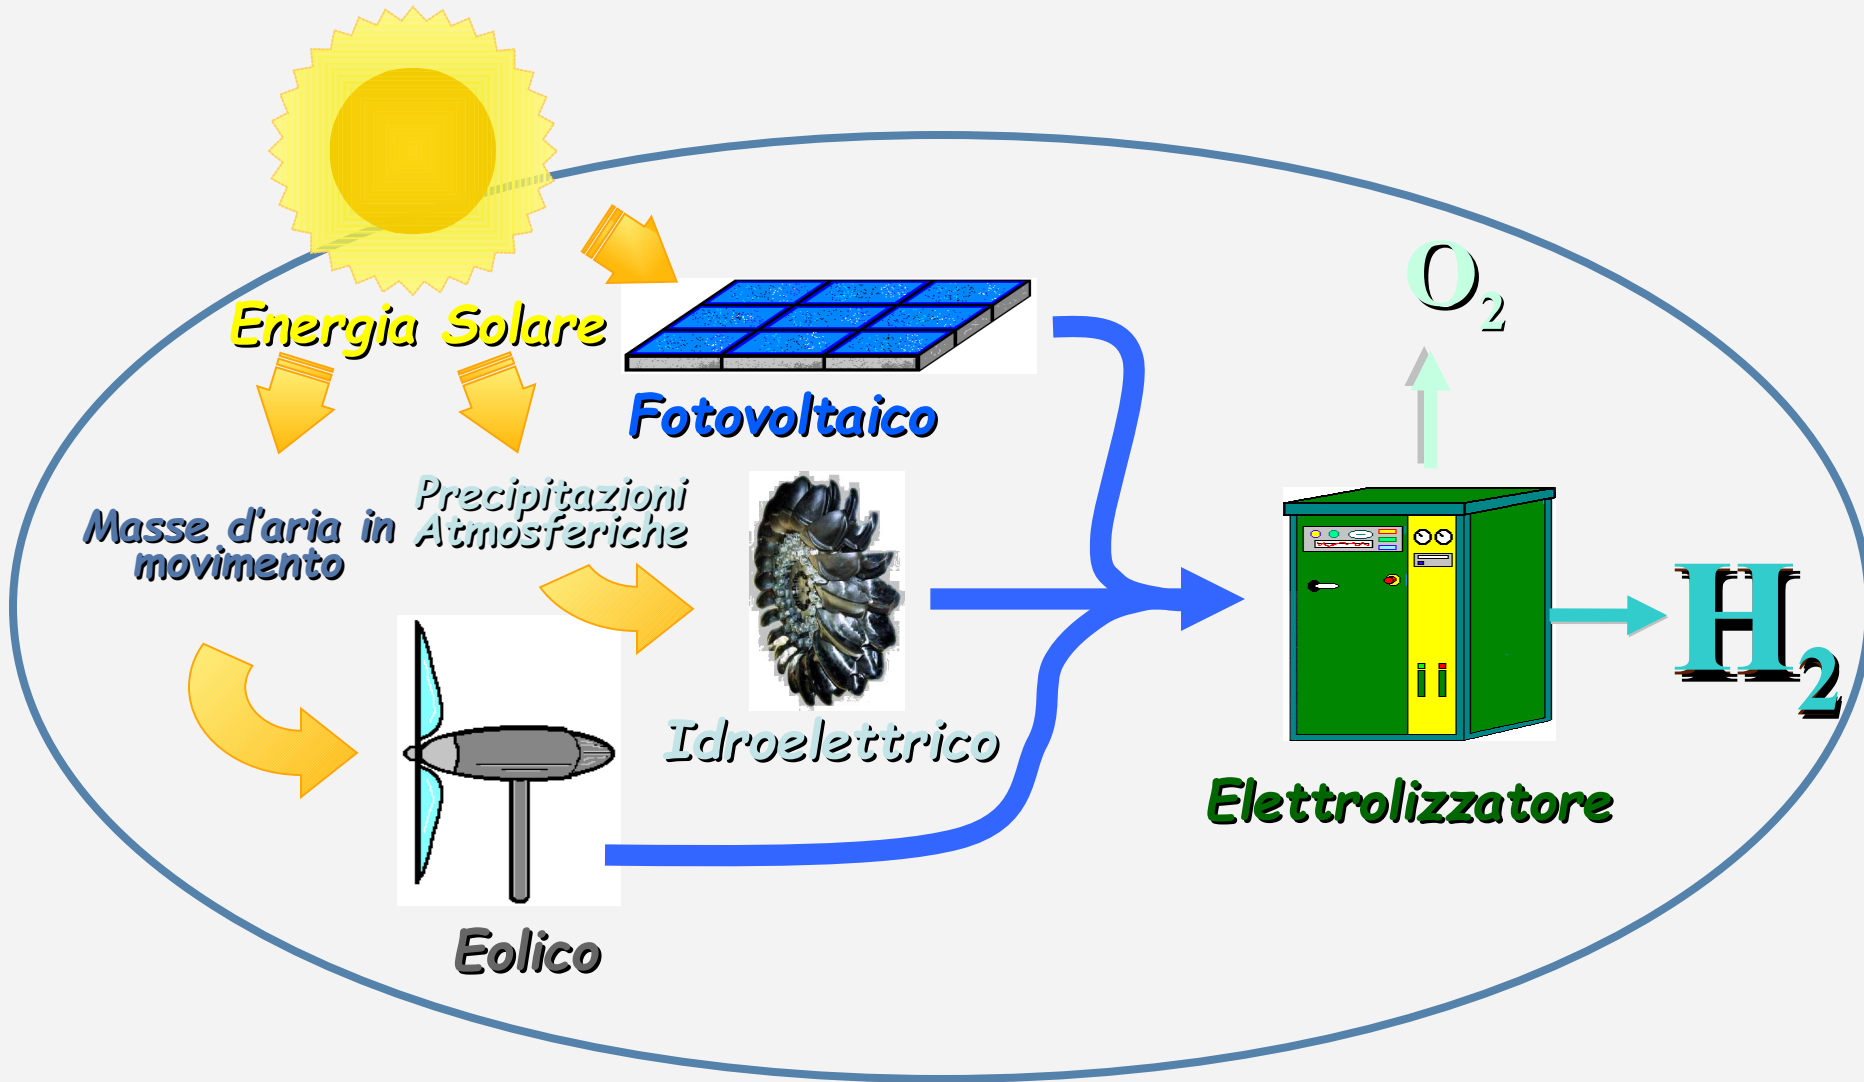 Energia Solare
Fotovoltaico
Masse d'aria in
movimento
Precipitazioni
Atmosferiche
Idroelettrico
Eolico
O2
Elettrolizzatore
H2